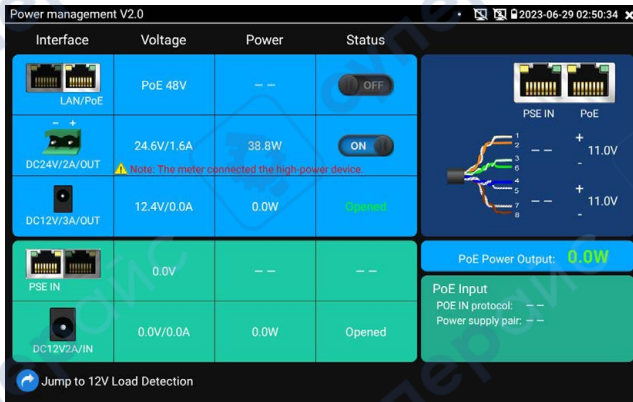 Power management V2.0
2023-06-29 02:50:34
Interface Voltage Power Status
LAN/PoE PoE 48V -- OFF
- +
DC24V/2A/OUT 24.6V/1.6A 38.8W ON
Note: The meter connected the high-power device.
DC12V/3A/OUT 12.4V/0.0A 0.0W Opened
PSE IN 0.0V -- --
DC12V2A/IN 0.0V/0.0A 0.0W Opened
Jump to 12V Load Detection
PSE IN PoE
1
2
3
6
-- + 11.0V -
4
5
7
8
-- + 11.0V -
PoE Power Output: 0.0W
PoE Input
PoE IN protocol: --
Power supply pair: --
суперайс